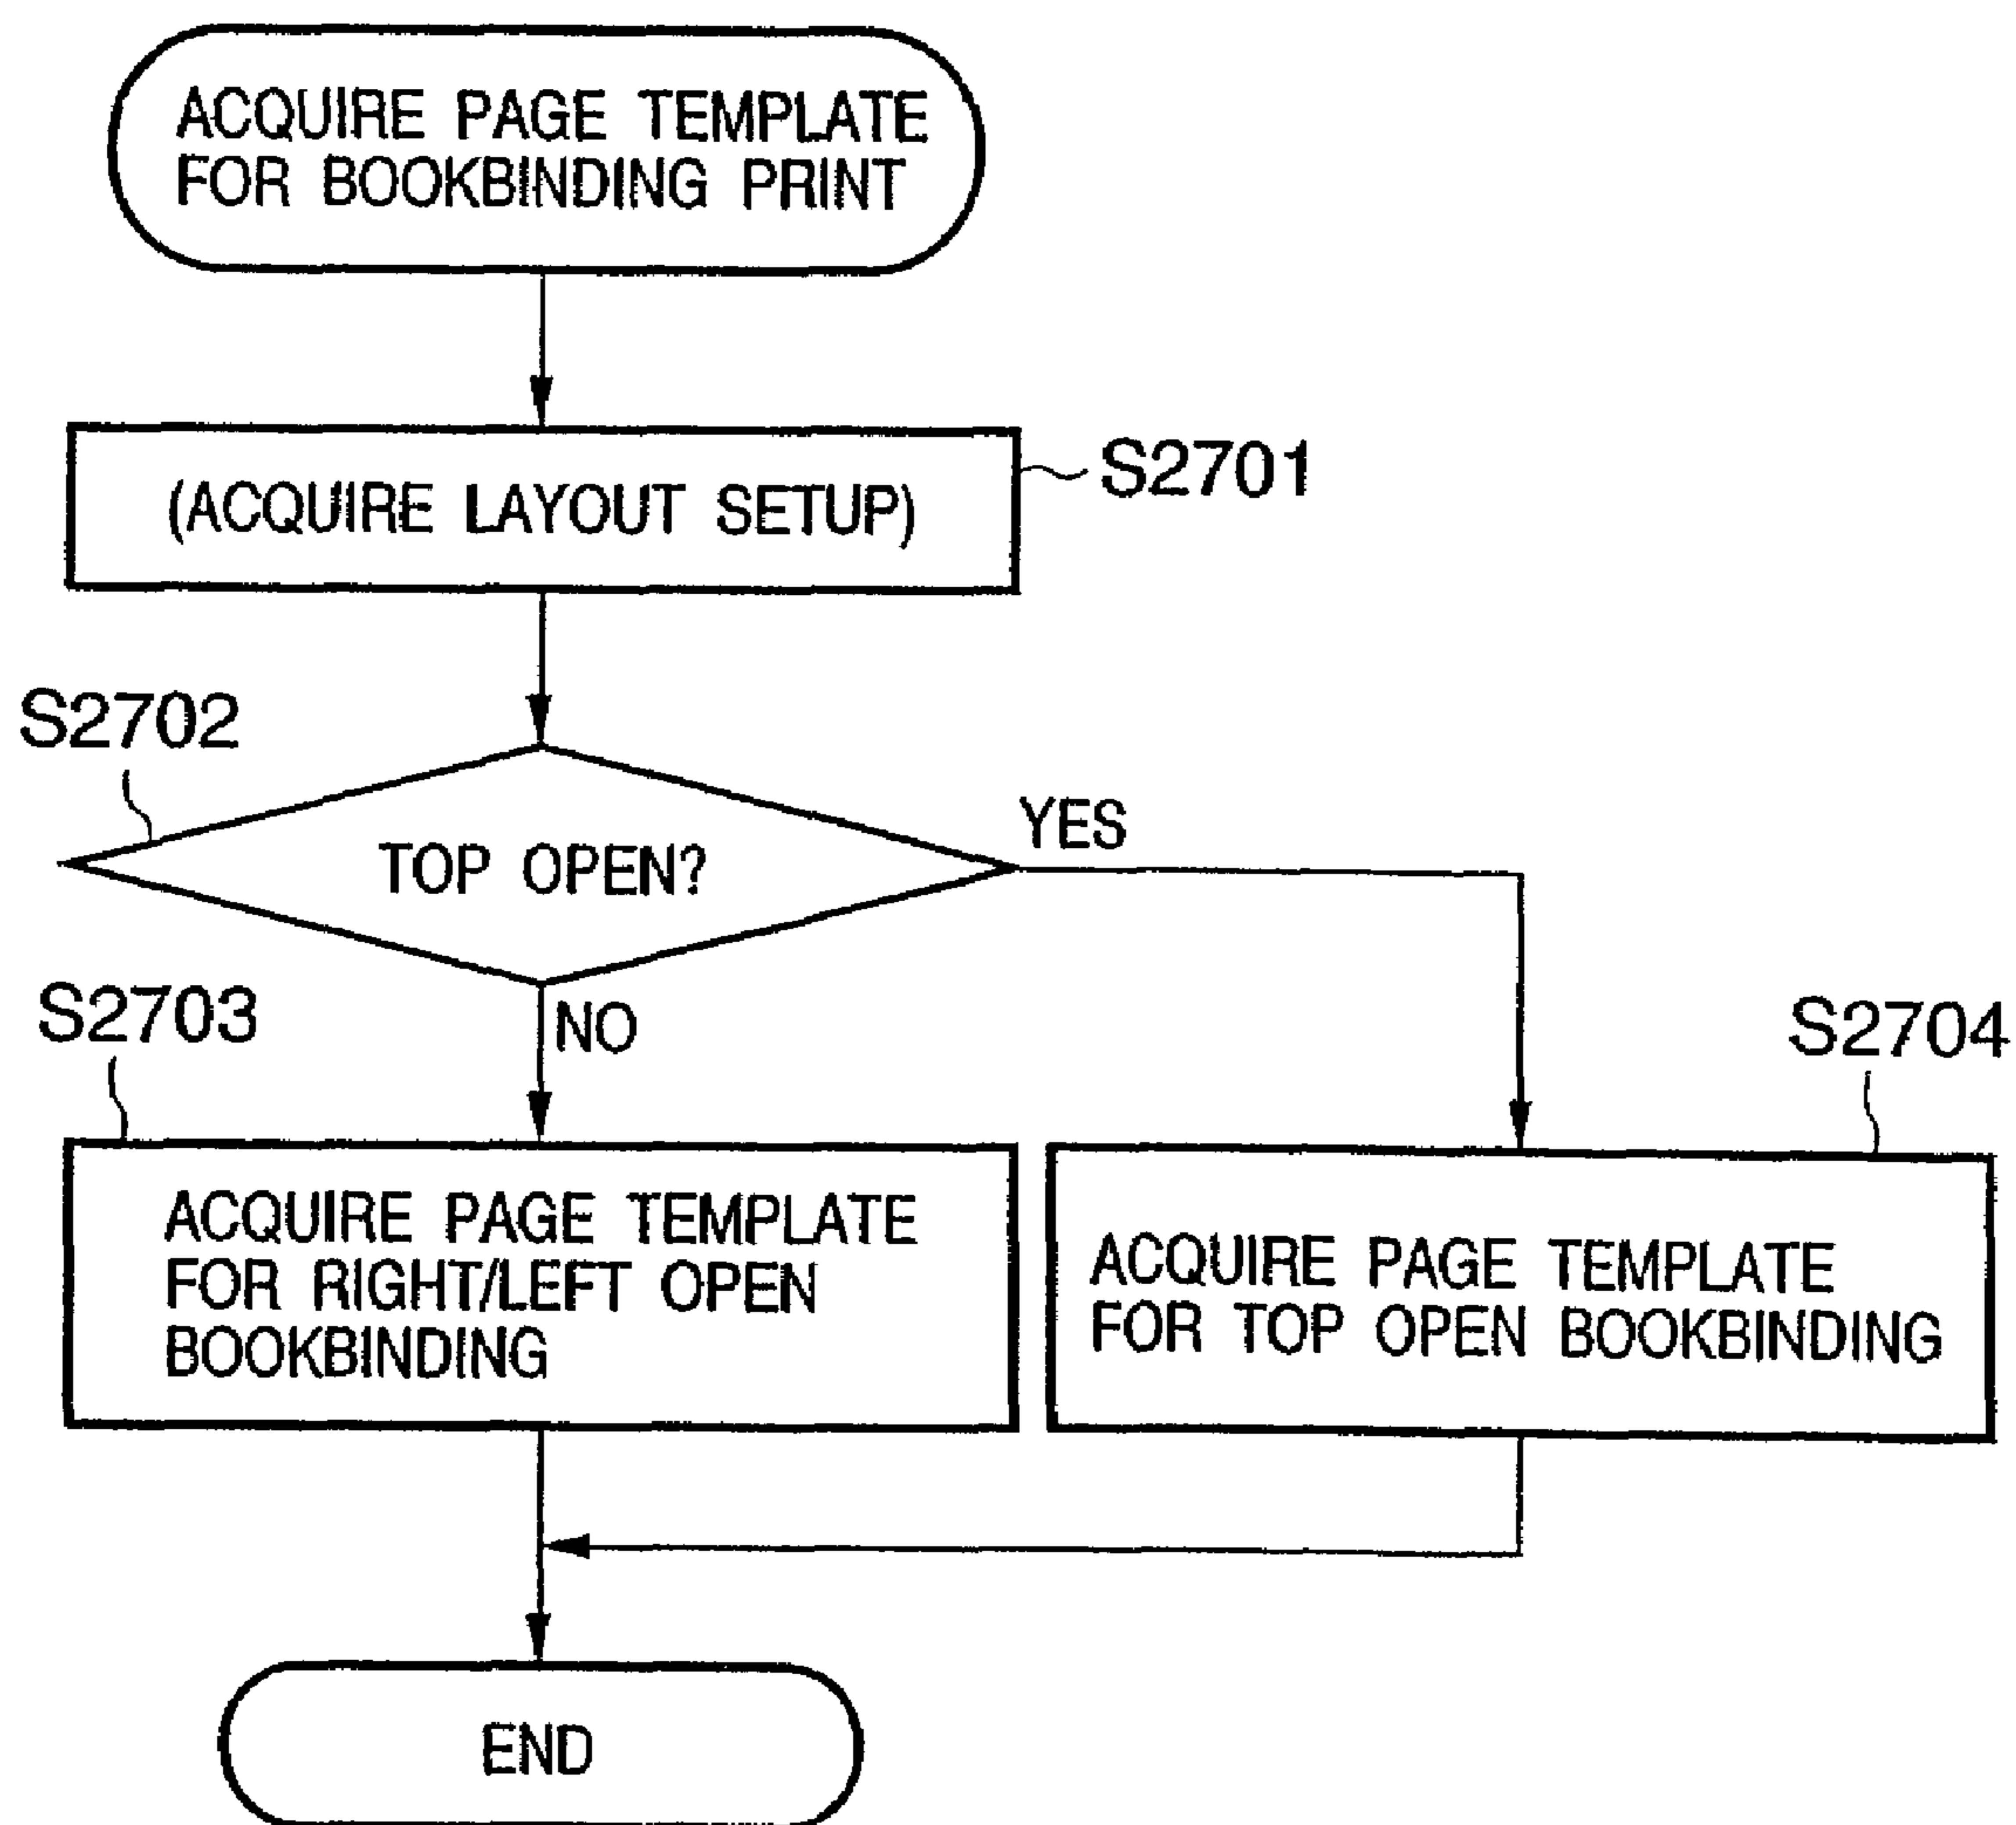 ACQUIRE PAGE TEMPLATE
FOR BOOKBINDING PRINT
(ACQUIRE LAYOUT SETUP)
S2701
S2702
TOP OPEN?
YES
NO
S2703
ACQUIRE PAGE TEMPLATE
FOR RIGHT/LEFT OPEN
BOOKBINDING
S2704
ACQUIRE PAGE TEMPLATE
FOR TOP OPEN BOOKBINDING
END